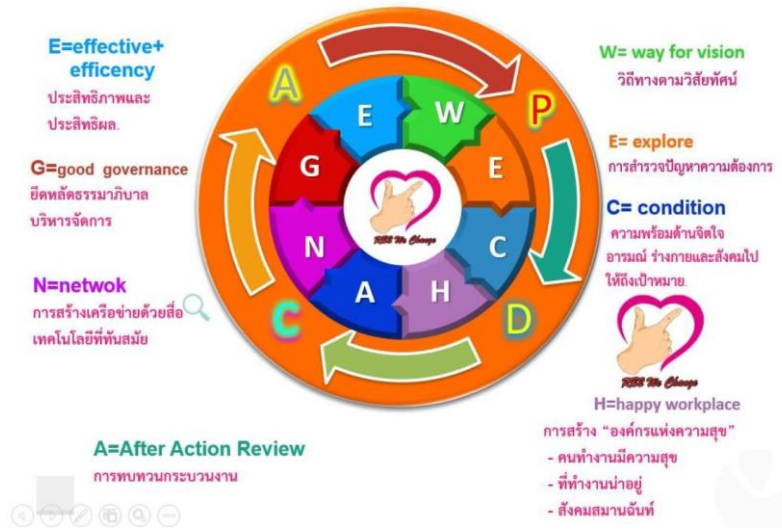 E=effective+
efficency
ประสิทธิภาพและ
ประสิทธิผล.
G=good governance
ยึดหลักธรรมาภิบาล
บริหารจัดการ
N=netwok
การสร้างเครือข่ายด้วยสื่อ
เทคโนโลยีที่ทันสมัย
A=After Action Review
การทบทวนกระบวนงาน
A
P
D
C
E
W
E
C
H
A
N
G
RBE We Change
W= way for vision
วิถีทางตามวิสัยทัศน์
E= explore
การสำรวจปัญหาความต้องการ
C= condition
ความพร้อมด้านจิตใจ
อารมณ์ ร่างกายและสังคมไป
ให้ถึงเป้าหมาย.
RBE We Change
H=happy workplace
การสร้าง “องค์กรแห่งความสุข”
- คนทำงานมีความสุข
- ที่ทำงานน่าอยู่
- สังคมสมานฉันท์